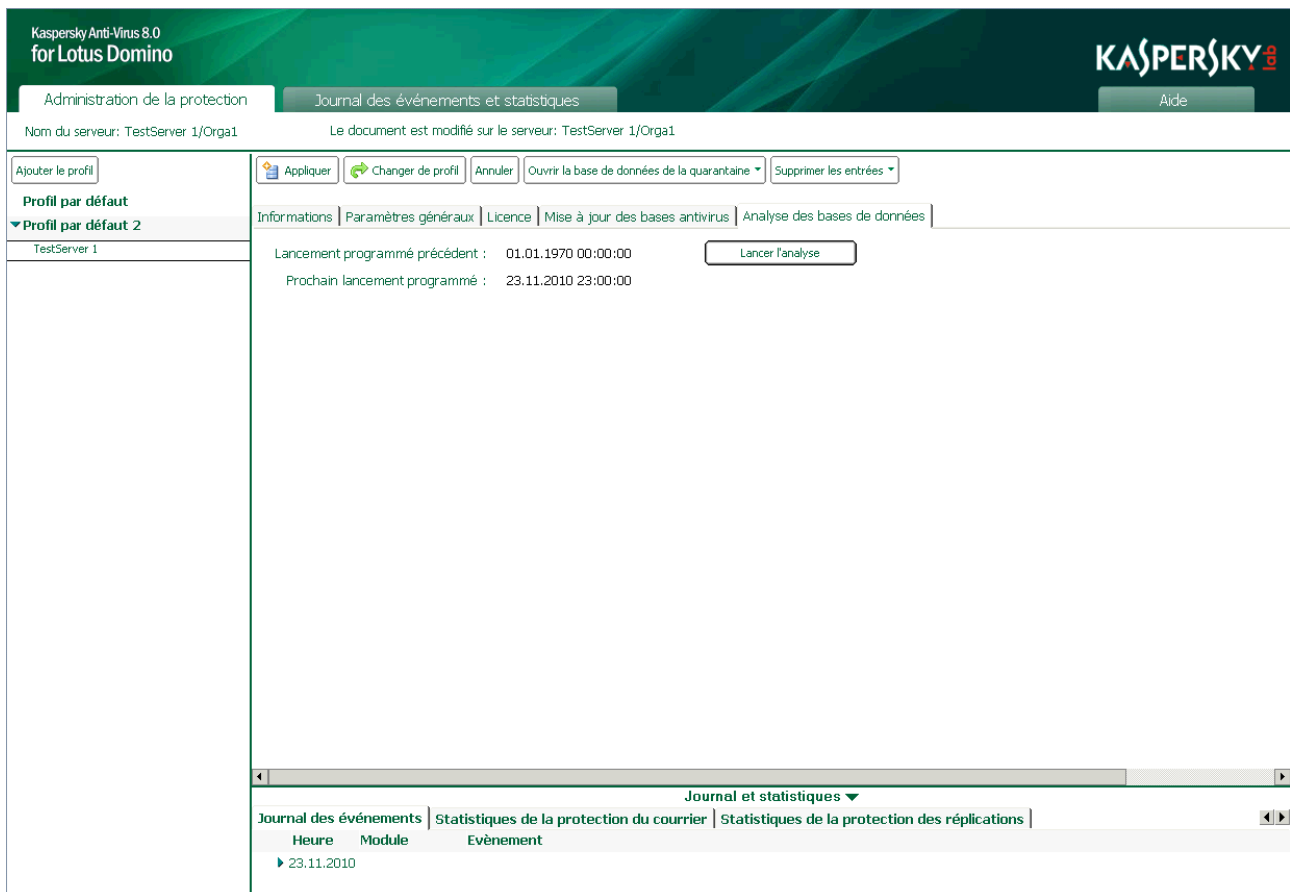 Kaspersky Anti-Virus 8.0
for Lotus Domino
KASPERSKY lab
Administration de la protection
Journal des événements et statistiques
Aide
Nom du serveur: TestServer 1/Orga1
Le document est modifié sur le serveur: TestServer 1/Orga1
Ajouter le profil
Appliquer
Changer de profil
Annuler
Ouvrir la base de données de la quarantaine
Supprimer les entrées
Profil par défaut
Profil par défaut 2
TestServer 1
Informations
Paramètres généraux
Licence
Mise à jour des bases antivirus
Analyse des bases de données
Lancement programmé précédent : 01.01.1970 00:00:00
Lancer l'analyse
Prochain lancement programmé : 23.11.2010 23:00:00
Journal et statistiques
Journal des événements
Statistiques de la protection du courrier
Statistiques de la protection des réplications
Heure Module Evènement
23.11.2010